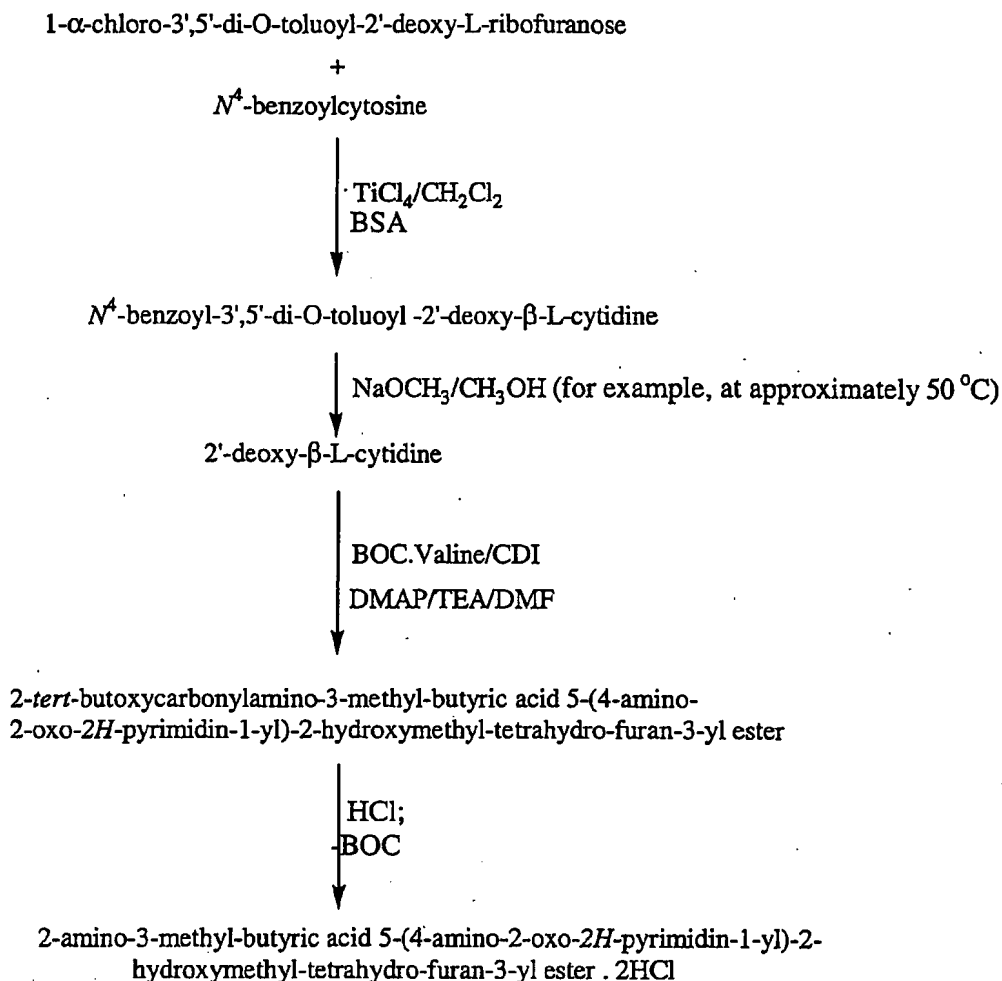 1-α-chloro-3',5'-di-O-toluoyl-2'-deoxy-L-ribofuranose
+
N⁴-benzoylcytosine
TiCl₄/CH₂Cl₂
BSA
N⁴-benzoyl-3',5'-di-O-toluoyl -2'-deoxy-β-L-cytidine
NaOCH₃/CH₃OH (for example, at approximately 50 °C)
2'-deoxy-β-L-cytidine
BOC.Valine/CDI
DMAP/TEA/DMF
2-tert-butoxycarbonylamino-3-methyl-butyric acid 5-(4-amino-
2-oxo-2H-pyrimidin-1-yl)-2-hydroxymethyl-tetrahydro-furan-3-yl ester
HCl;
-BOC
2-amino-3-methyl-butyric acid 5-(4-amino-2-oxo-2H-pyrimidin-1-yl)-2-
hydroxymethyl-tetrahydro-furan-3-yl ester . 2HCl